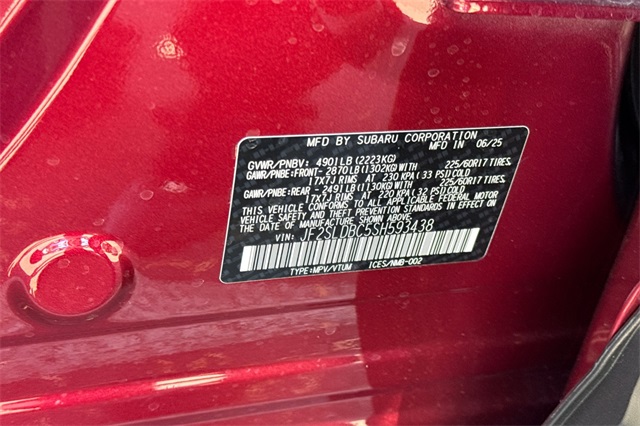 MFD BY SUBARU CORPORATION
MFD IN 06/25
GVWR/PNBV: 4901LB(2223KG)
GAWR/PNBE:FRONT- 2870LB(1302KG)WITH 225/60R17 TIRES,
17X7J RIMS AT 230 KPA(33 PSI)COLD
GAWR/PNBE:REAR - 2491LB(1130KG)WITH 225/60R17 TIRES,
17X7J RIMS AT 220 KPA(32 PSI)COLD
THIS VEHICLE CONFORMS TO ALL APPLICABLE FEDERAL MOTOR
VEHICLE SAFETY AND BUMPER STANDARDS IN EFFECT ON THE DATE OF
MANUFACTURE SHOWN ABOVE.
VIN: JF2SLDBC5SH593438
TYPE:MPV/VTUM ICES/NMB-002